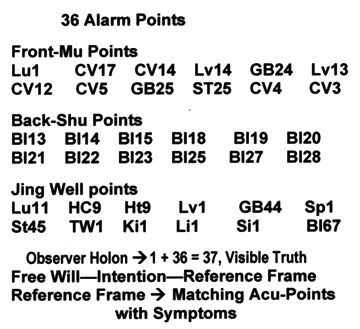 36 Alarm Points
Front-Mu Points
Lu1 CV17 CV14 Lv14 GB24 Lv13
CV12 CV5 GB25 ST25 CV4 CV3
Back-Shu Points
Bl13 Bl14 Bl15 Bl18 Bl19 Bl20
Bl21 Bl22 Bl23 Bl25 Bl27 Bl28
Jing Well points
Lu11 HC9 Ht9 Lv1 GB44 Sp1
St45 TW1 Ki1 Li1 Si1 Bl67
Observer Holon → 1 + 36 = 37, Visible Truth
Free Will—Intention—Reference Frame
Reference Frame → Matching Acu-Points
with Symptoms